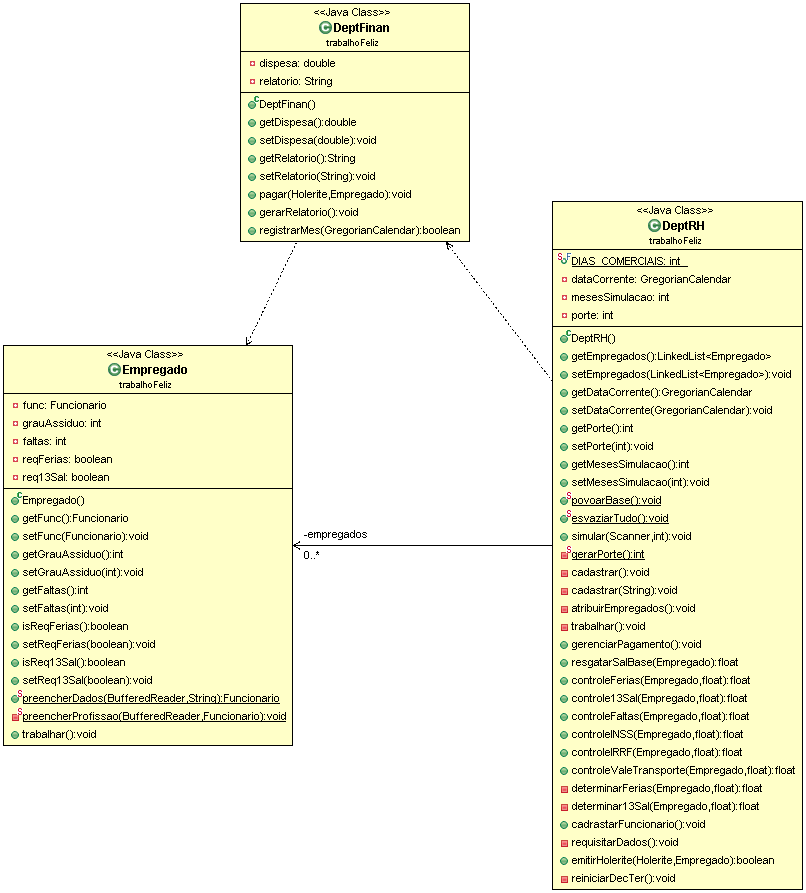 <<Java Class>>
DeptFinan
trabalhoFeliz
dispesa: double
relatorio: String
DeptFinan()
getDispesa():double
setDispesa(double):void
getRelatorio():String
setRelatorio(String):void
pagar(Holerite,Empregado):void
gerarRelatorio():void
registrarMes(GregorianCalendar):boolean
<<Java Class>>
Empregado
trabalhoFeliz
func: Funcionario
grauAssiduo: int
faltas: int
reqFerias: boolean
req13Sal: boolean
Empregado()
getFunc():Funcionario
setFunc(Funcionario):void
getGrauAssiduo():int
setGrauAssiduo(int):void
getFaltas():int
setFaltas(int):void
isReqFerias():boolean
setReqFerias(boolean):void
isReq13Sal():boolean
setReq13Sal(boolean):void
preencherDados(BufferedReader,String):Funcionario
preencherProfissao(BufferedReader,Funcionario):void
trabalhar():void
-empregados
0..*
<<Java Class>>
DeptRH
trabalhoFeliz
DIAS_COMERCIAIS: int
dataCorrente: GregorianCalendar
mesesSimulacao: int
porte: int
DeptRH()
getEmpregados():LinkedList<Empregado>
setEmpregados(LinkedList<Empregado>):void
getDataCorrente():GregorianCalendar
setDataCorrente(GregorianCalendar):void
getPorte():int
setPorte(int):void
getMesesSimulacao():int
setMesesSimulacao(int):void
povoarBase():void
esvaziarTudo():void
simular(Scanner,int):void
gerarPorte():int
cadastrar():void
cadastrar(String):void
atribuirEmpregados():void
trabalhar():void
gerenciarPagamento():void
resgatarSalBase(Empregado):float
controleFerias(Empregado,float):float
controle13Sal(Empregado,float):float
controleFaltas(Empregado,float):float
controleINSS(Empregado,float):float
controleIRRF(Empregado,float):float
controleValeTransporte(Empregado,float):float
determinarFerias(Empregado,float):float
determinar13Sal(Empregado,float):float
cadrastarFuncionario():void
requisitarDados():void
emitirHolerite(Holerite,Empregado):boolean
reiniciarDecTer():void